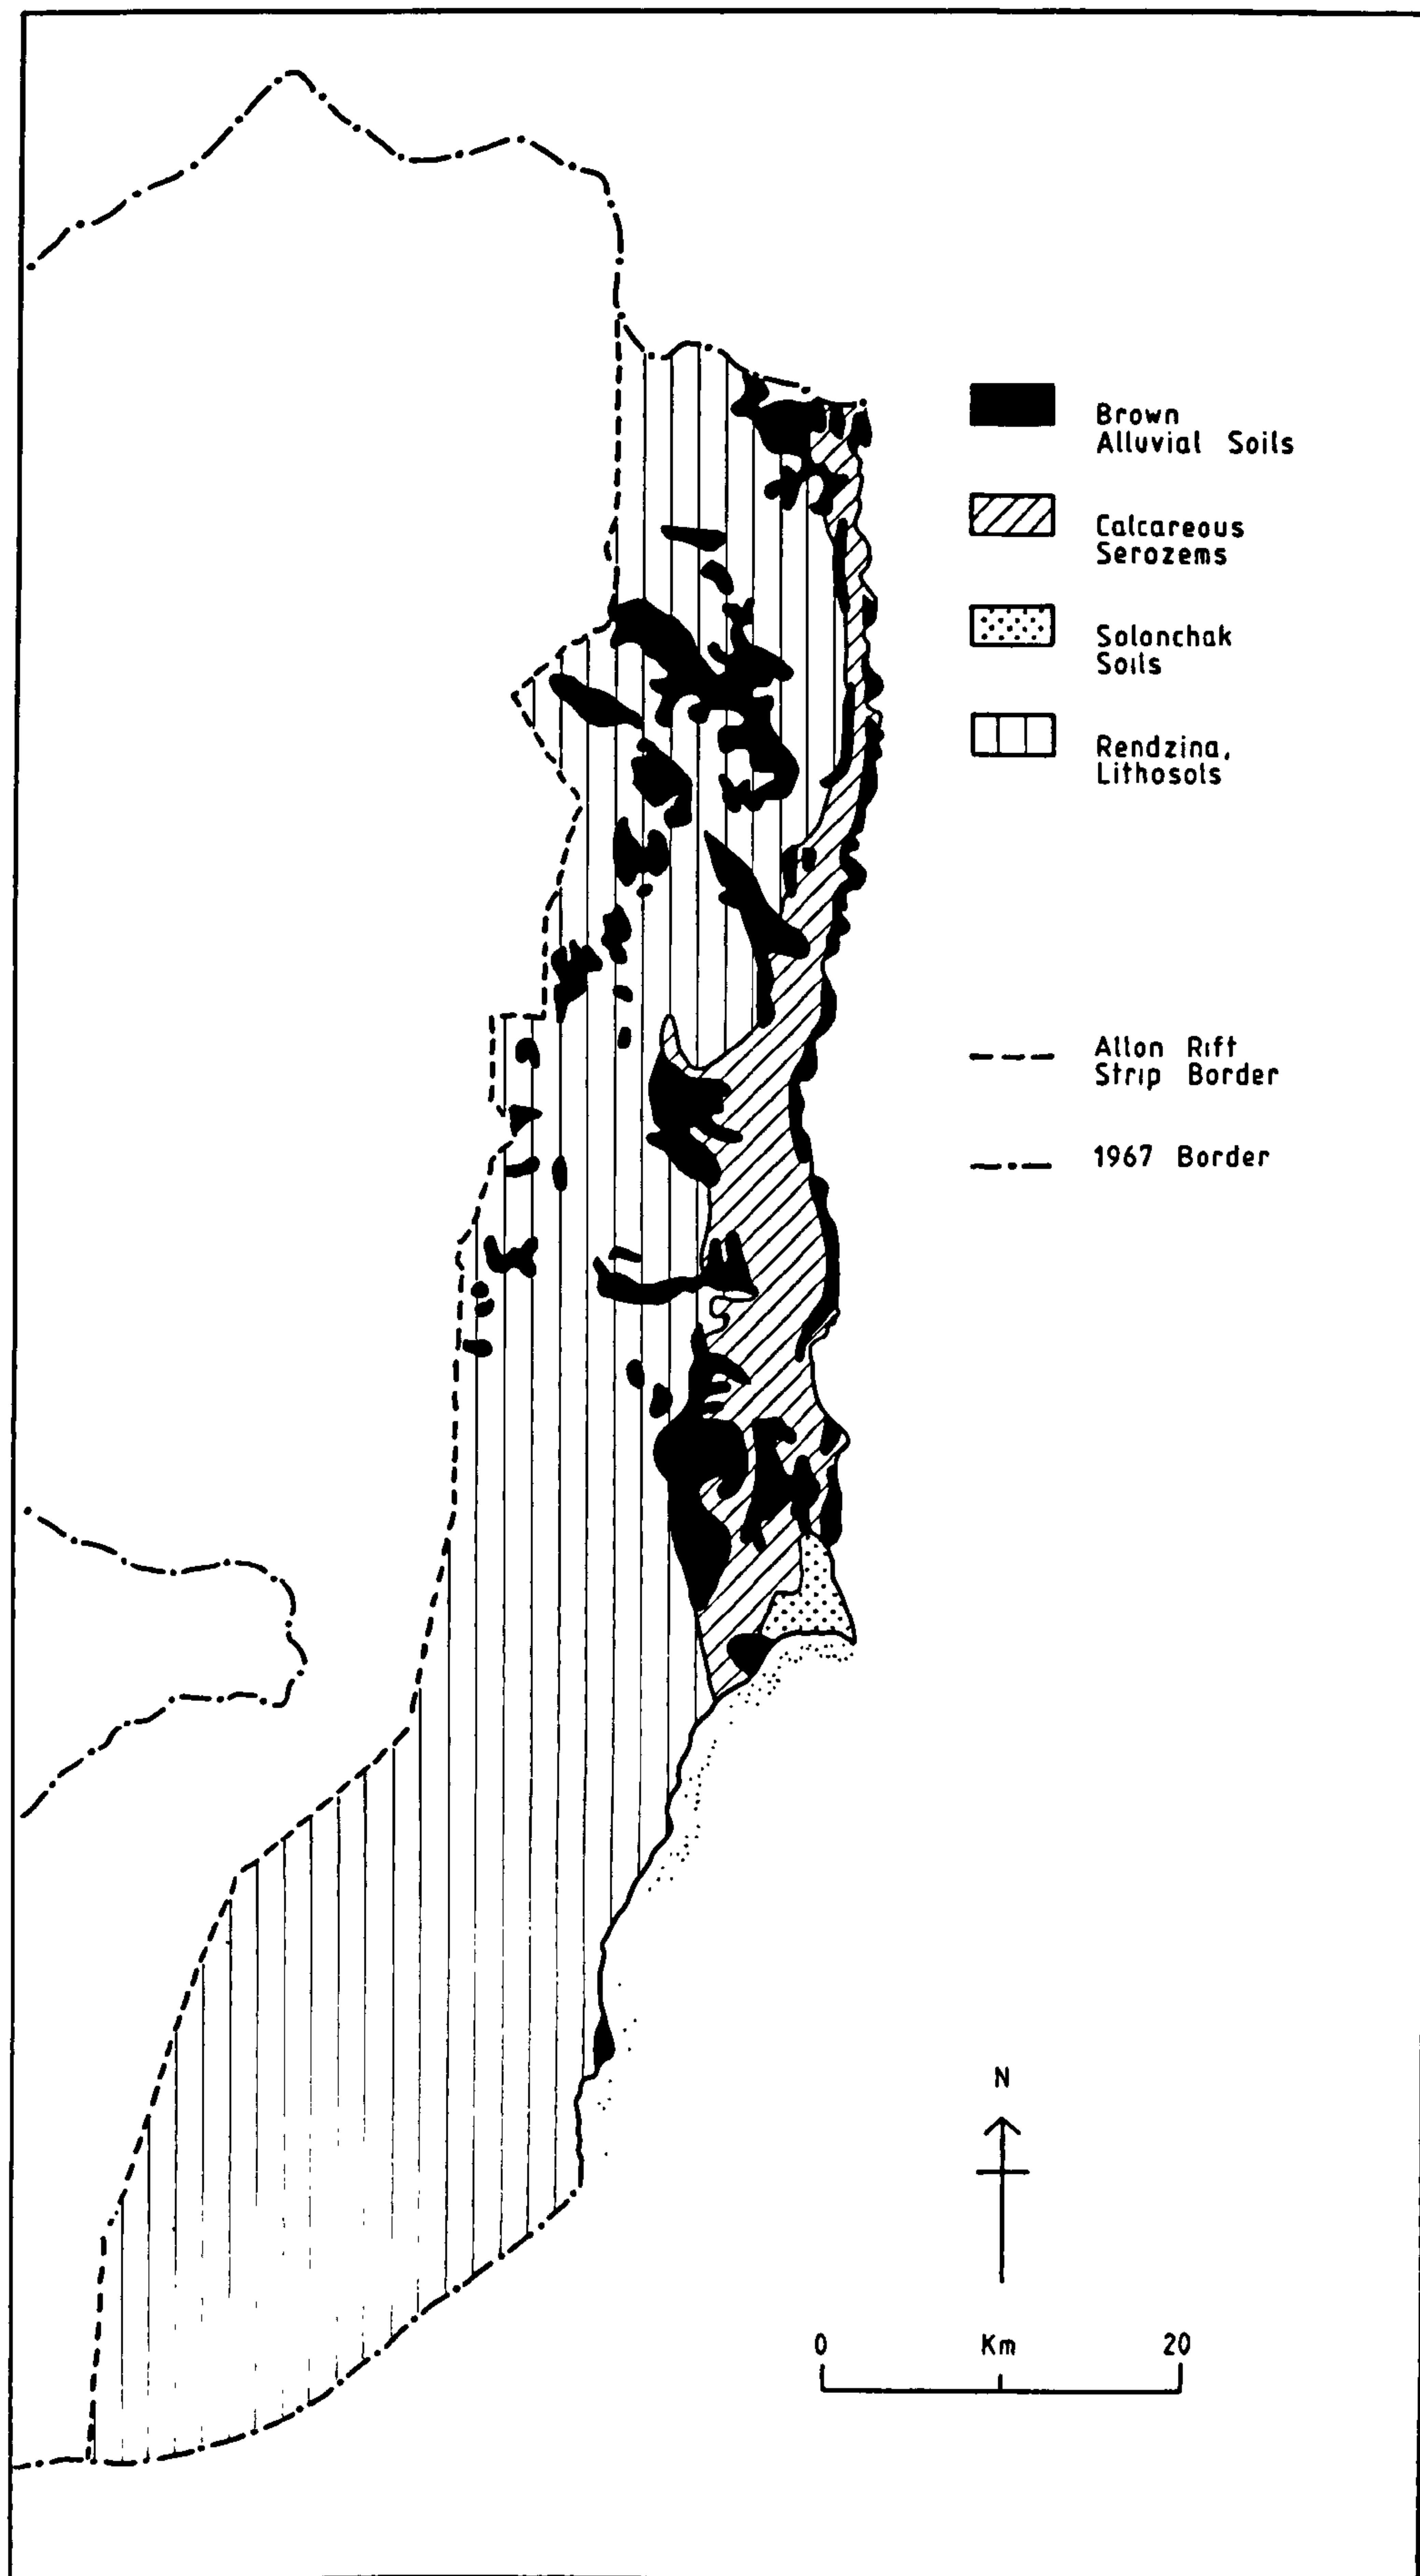 Brown
Alluvial Soils
Calcareous
Serozems
Solonchak
Soils
Rendzina,
Lithosols
Allon Rift
Strip Border
1967 Border
N
0 Km 20